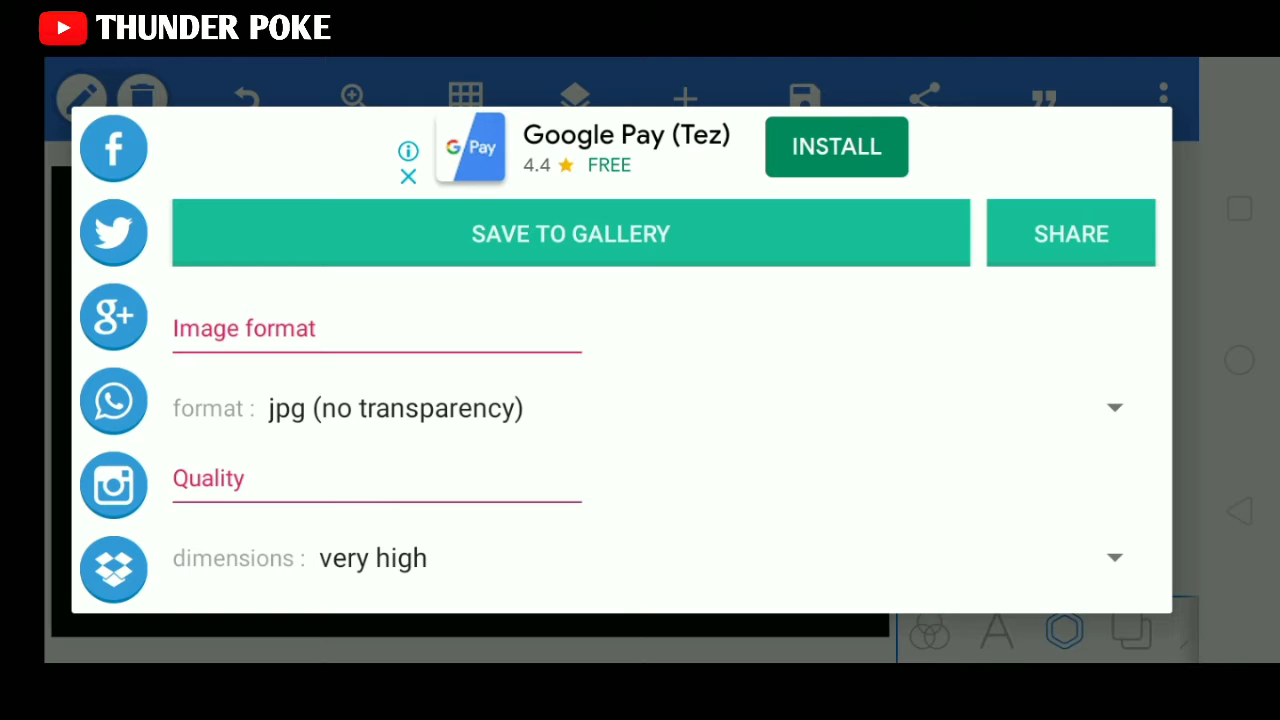 THUNDER POKE
G Pay
Google Pay (Tez)
4.4 ★ FREE
INSTALL
SAVE TO GALLERY
SHARE
Image format
format : jpg (no transparency)
Quality
dimensions : very high